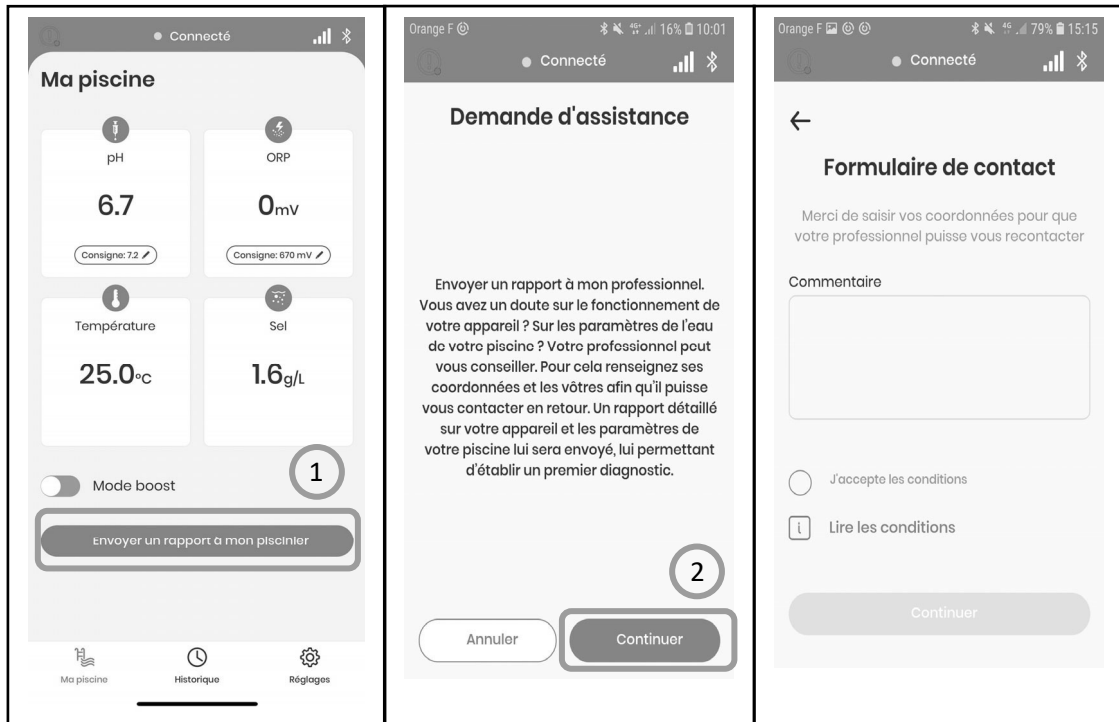 Connecté
Ma piscine
pH
ORP
6.7
0mV
Consigne: 7.2
Consigne: 670 mV
Température
Sel
25.0°C
1.6g/L
1
Mode boost
Envoyer un rapport à mon piscinier
Ma piscine
Historique
Réglages
Orange F
4G+ 16% 10:01
Connecté
Demande d'assistance
Envoyer un rapport à mon professionnel.
Vous avez un doute sur le fonctionnement de
votre appareil ? Sur les paramètres de l'eau
de votre piscine ? Votre professionnel peut
vous conseiller. Pour cela renseignez ses
coordonnées et les vôtres afin qu'il puisse
vous contacter en retour. Un rapport détaillé
sur votre appareil et les paramètres de
votre piscine lui sera envoyé, lui permettant
d'établir un premier diagnostic.
2
Annuler
Continuer
Orange F
4G 79% 15:15
Connecté
Formulaire de contact
Merci de saisir vos coordonnées pour que
votre professionnel puisse vous recontacter
Commentaire
J'accepte les conditions
i
Lire les conditions
Continuer